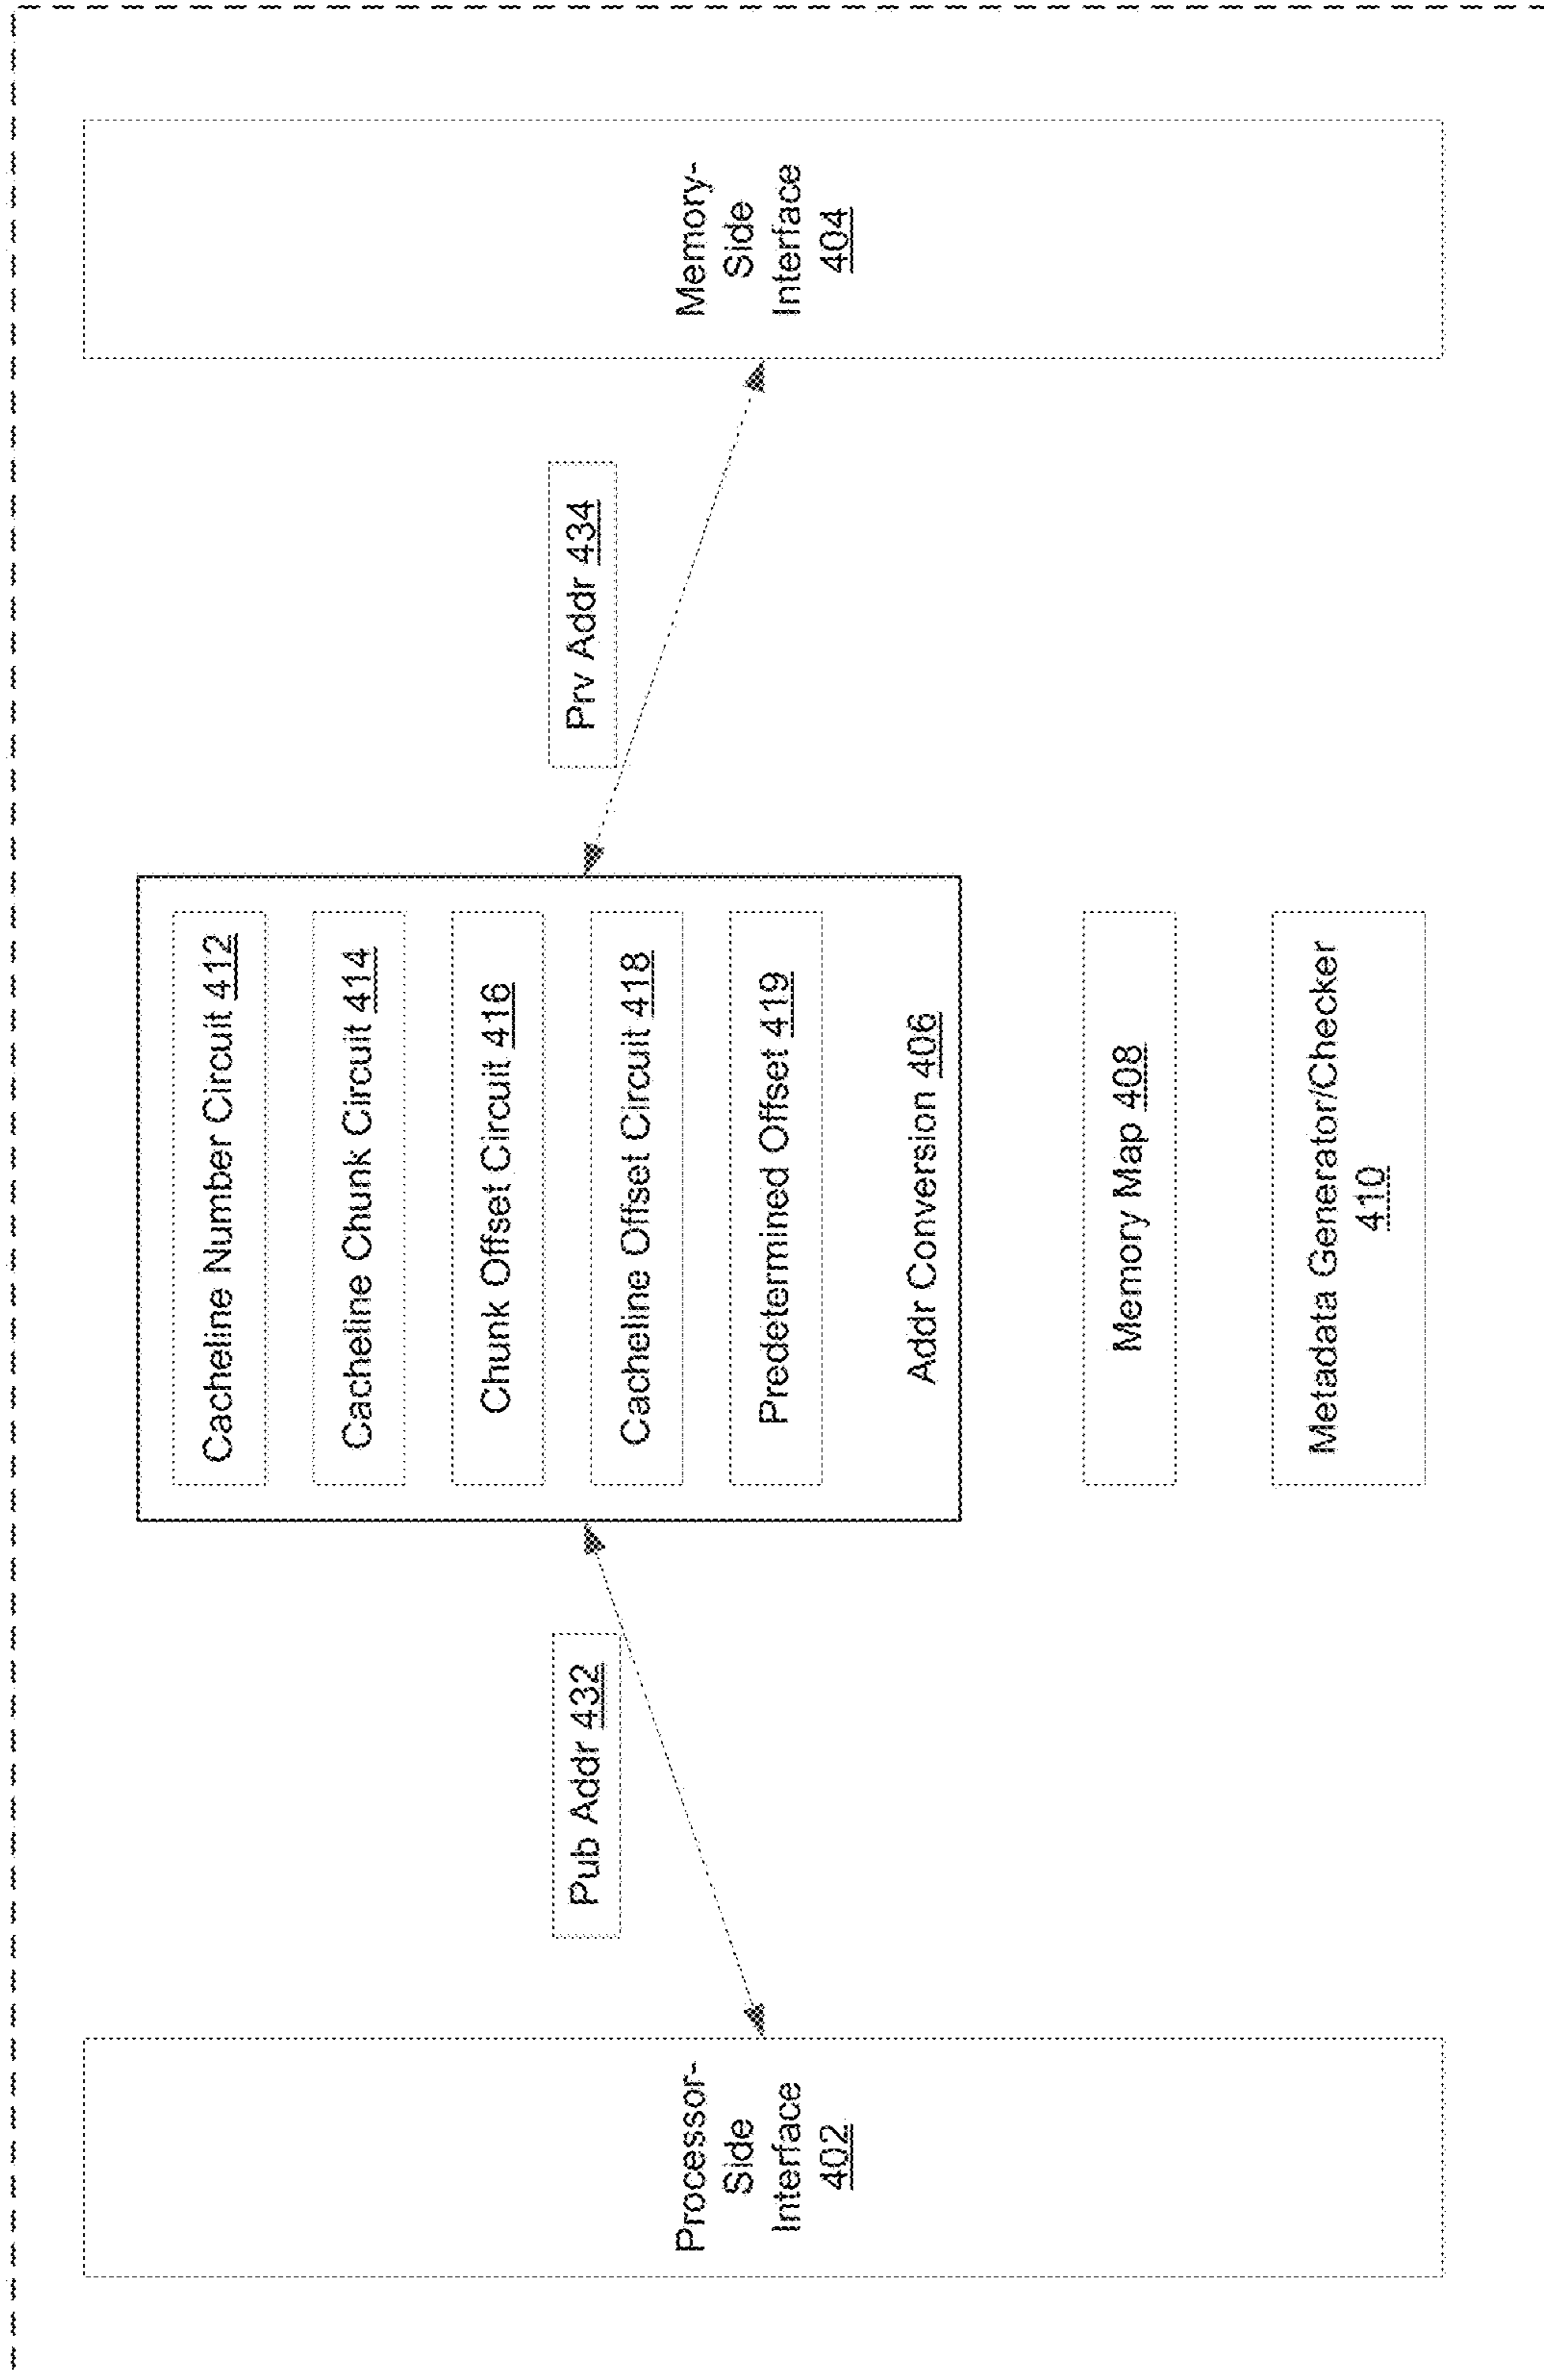 Processor-
Side
Interface
402
Pub Addr 432
Cacheline Number Circuit 412
Cacheline Chunk Circuit 414
Chunk Offset Circuit 416
Cacheline Offset Circuit 418
Predetermined Offset 419
Addr Conversion 406
Memory Map 408
Metadata Generator/Checker
410
Prv Addr 434
Memory-
Side
Interface
404